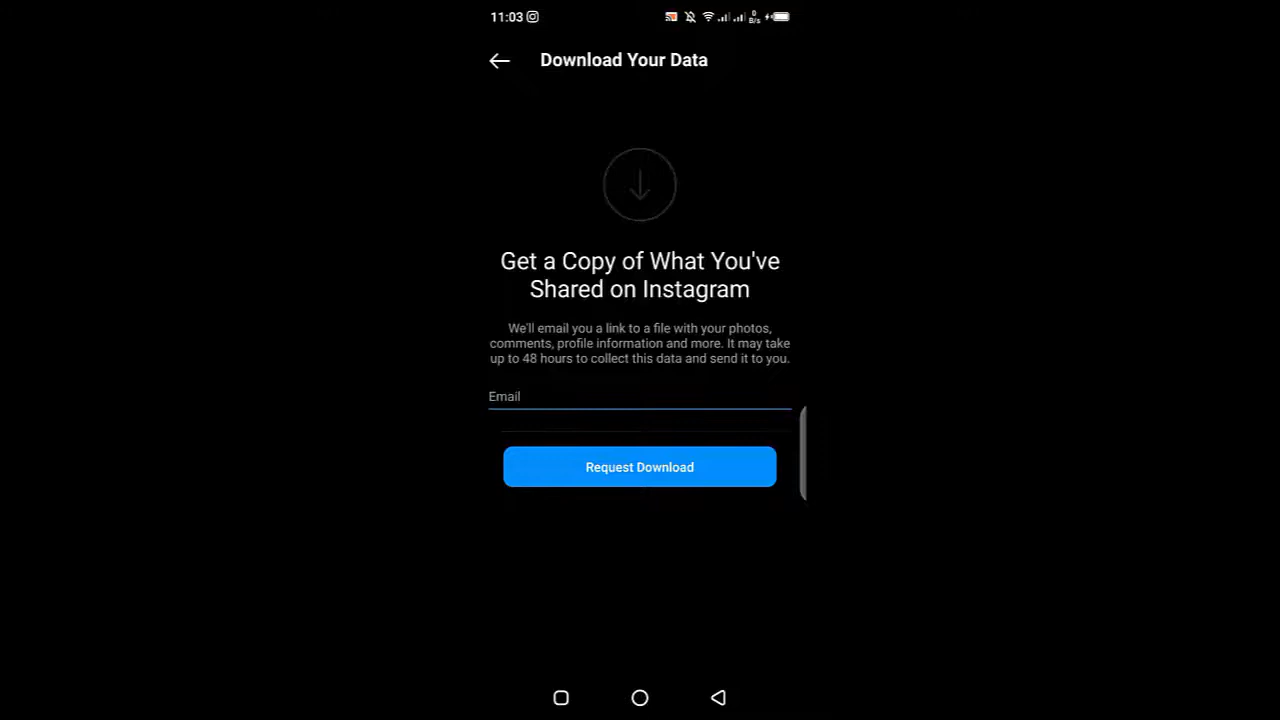 11:03
0
B/s
Download Your Data
Get a Copy of What You've
Shared on Instagram
We'll email you a link to a file with your photos,
comments, profile information and more. It may take
up to 48 hours to collect this data and send it to you.
Email
Request Download